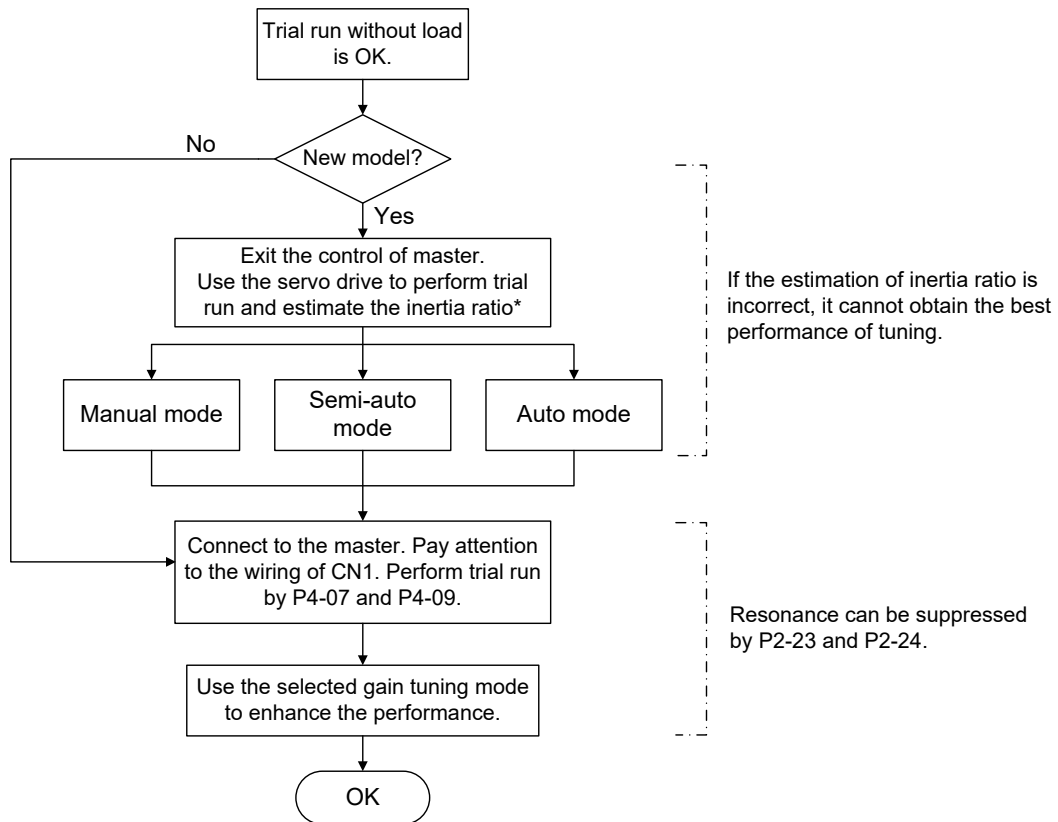 Trial run without load
is OK.
No
New model?
Yes
Exit the control of master.
Use the servo drive to perform trial
run and estimate the inertia ratio*
If the estimation of inertia ratio is
incorrect, it cannot obtain the best
performance of tuning.
Manual mode
Semi-auto
mode
Auto mode
Connect to the master. Pay attention
to the wiring of CN1. Perform trial run
by P4-07 and P4-09.
Resonance can be suppressed
by P2-23 and P2-24.
Use the selected gain tuning mode
to enhance the performance.
OK